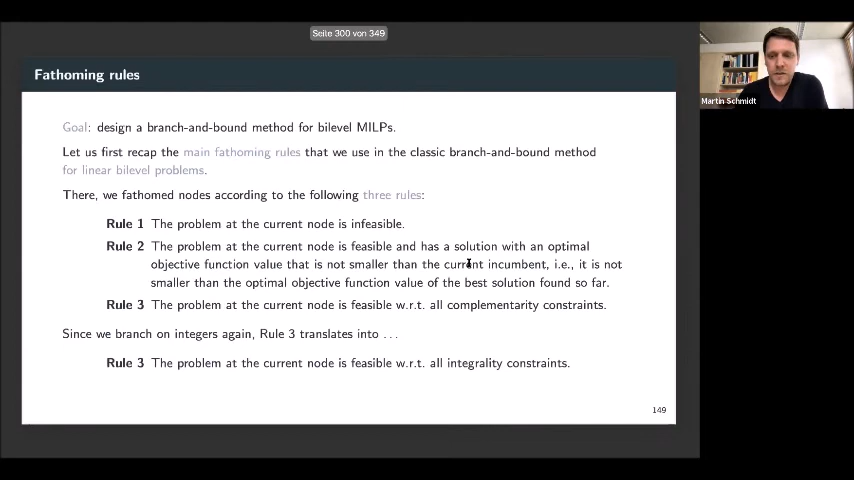 Seite 300 von 349
Fathoming rules
Martin Schmidt
Goal: design a branch-and-bound method for bilevel MILPs.
Let us first recap the main fathoming rules that we use in the classic branch-and-bound method
for linear bilevel problems.
There, we fathomed nodes according to the following three rules:
Rule 1 The problem at the current node is infeasible.
Rule 2 The problem at the current node is feasible and has a solution with an optimal
objective function value that is not smaller than the current incumbent, i.e., it is not
smaller than the optimal objective function value of the best solution found so far.
Rule 3 The problem at the current node is feasible w.r.t. all complementarity constraints.
Since we branch on integers again, Rule 3 translates into ...
Rule 3 The problem at the current node is feasible w.r.t. all integrality constraints.
149